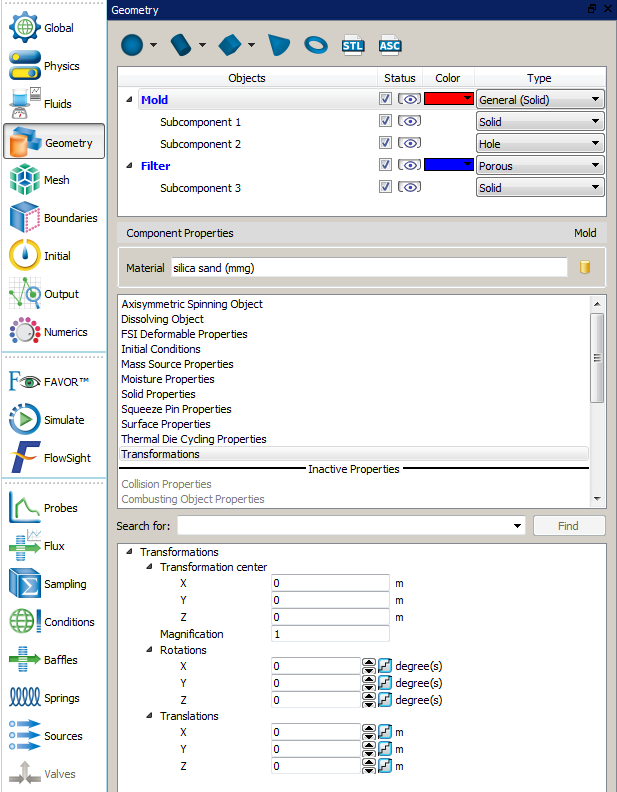 Geometry
Global
Physics
Fluids
Geometry
Mesh
Boundaries
Initial
Output
Numerics
F
FAVOR™
Simulate
FlowSight
Probes
Flux
Sampling
Conditions
Baffles
Springs
Sources
Valves
STL
ASC
Objects Status Color Type
Mold General (Solid)
Subcomponent 1 Solid
Subcomponent 2 Hole
Filter Porous
Subcomponent 3 Solid
Component Properties Mold
Material silica sand (mmg)
Axisymmetric Spinning Object
Dissolving Object
FSI Deformable Properties
Initial Conditions
Mass Source Properties
Moisture Properties
Solid Properties
Squeeze Pin Properties
Surface Properties
Thermal Die Cycling Properties
Transformations
Inactive Properties
Collision Properties
Combusting Object Properties
Search for: Find
Transformations
Transformation center
X 0 m
Y 0 m
Z 0 m
Magnification 1
Rotations
X 0 degree(s)
Y 0 degree(s)
Z 0 degree(s)
Translations
X 0 m
Y 0 m
Z 0 m